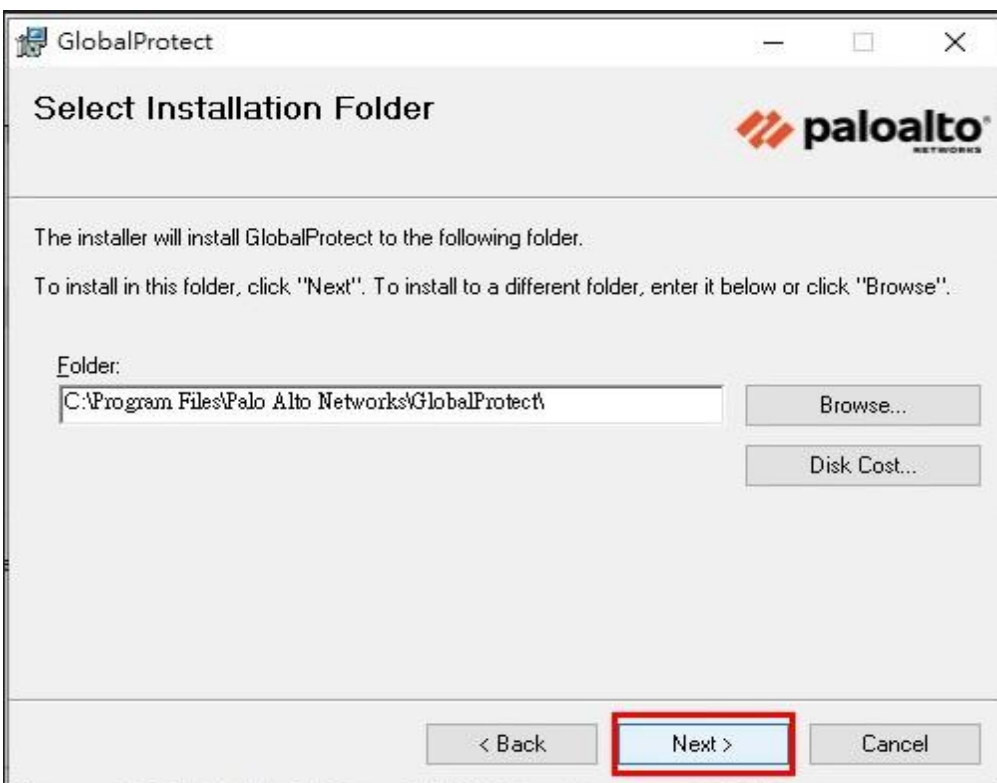 GlobalProtect
Select Installation Folder
paloalto
NETWORKS
The installer will install GlobalProtect to the following folder.
To install in this folder, click "Next". To install to a different folder, enter it below or click "Browse".
Folder:
C:\Program Files\Palo Alto Networks\GlobalProtect\
Browse...
Disk Cost...
< Back
Next >
Cancel